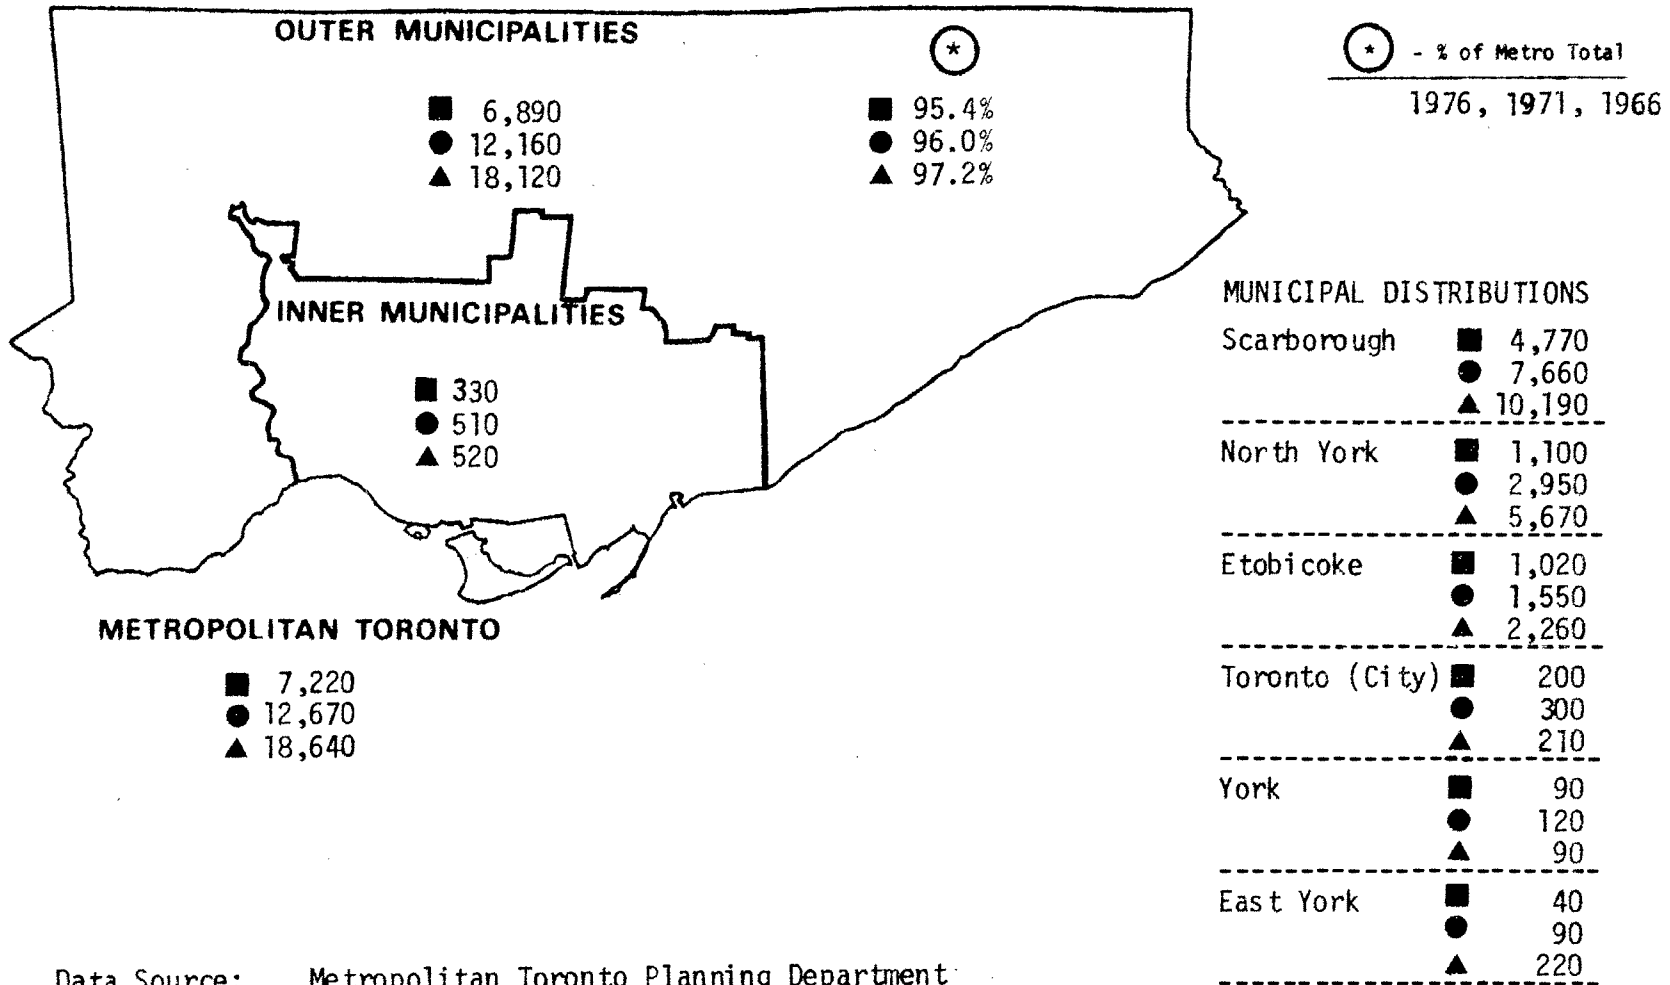 OUTER MUNICIPALITIES
*
* - % of Metro Total
1976, 1971, 1966
■ 6,890
● 12,160
▲ 18,120
■ 95.4%
● 96.0%
▲ 97.2%
INNER MUNICIPALITIES
■ 330
● 510
▲ 520
METROPOLITAN TORONTO
■ 7,220
● 12,670
▲ 18,640
MUNICIPAL DISTRIBUTIONS
Scarborough ■ 4,770
● 7,660
▲ 10,190
North York ■ 1,100
● 2,950
▲ 5,670
Etobicoke ■ 1,020
● 1,550
▲ 2,260
Toronto (City) ■ 200
● 300
▲ 210
York ■ 90
● 120
▲ 90
East York ■ 40
● 90
▲ 220
Data Source: Metropolitan Toronto Planning Department